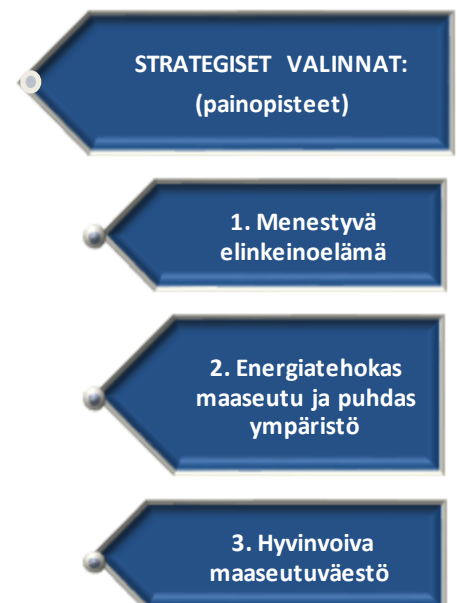 STRATEGISET VALINNAT:
(painopisteet)
1. Menestyvä
elinkeinoelämä
2. Energiatehokas
maaseutu ja puhdas
ympäristö
3. Hyvinvoiva
maaseutuväestö